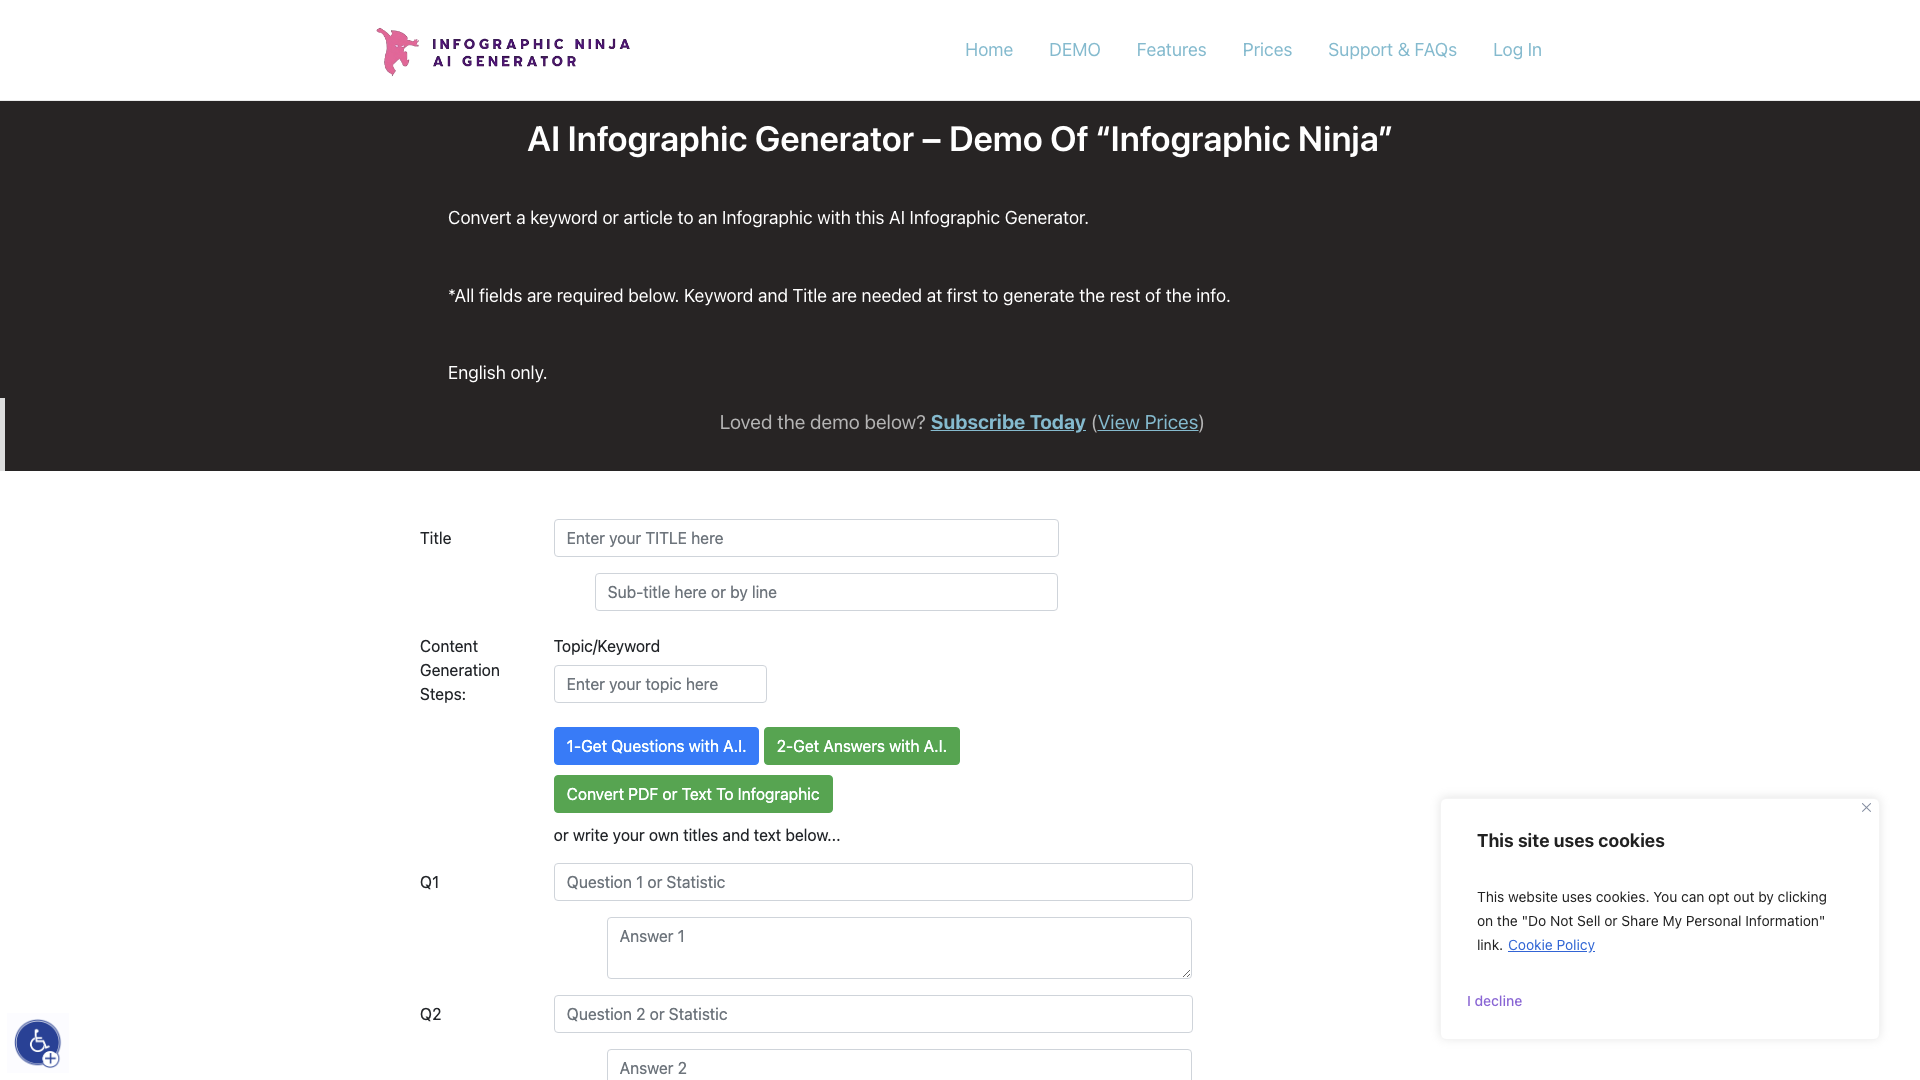 INFOGRAPHIC NINJA
AI GENERATOR
Home
DEMO
Features
Prices
Support & FAQs
Log In
AI Infographic Generator – Demo Of “Infographic Ninja”
Convert a keyword or article to an Infographic with this AI Infographic Generator.
*All fields are required below. Keyword and Title are needed at first to generate the rest of the info.
English only.
Loved the demo below? Subscribe Today (View Prices)
Title
Enter your TITLE here
Sub-title here or by line
Content
Generation
Steps:
Topic/Keyword
Enter your topic here
1-Get Questions with A.I.
2-Get Answers with A.I.
Convert PDF or Text To Infographic
or write your own titles and text below...
Q1
Question 1 or Statistic
Answer 1
Q2
Question 2 or Statistic
Answer 2
This site uses cookies
This website uses cookies. You can opt out by clicking
on the "Do Not Sell or Share My Personal Information"
link. Cookie Policy
I decline